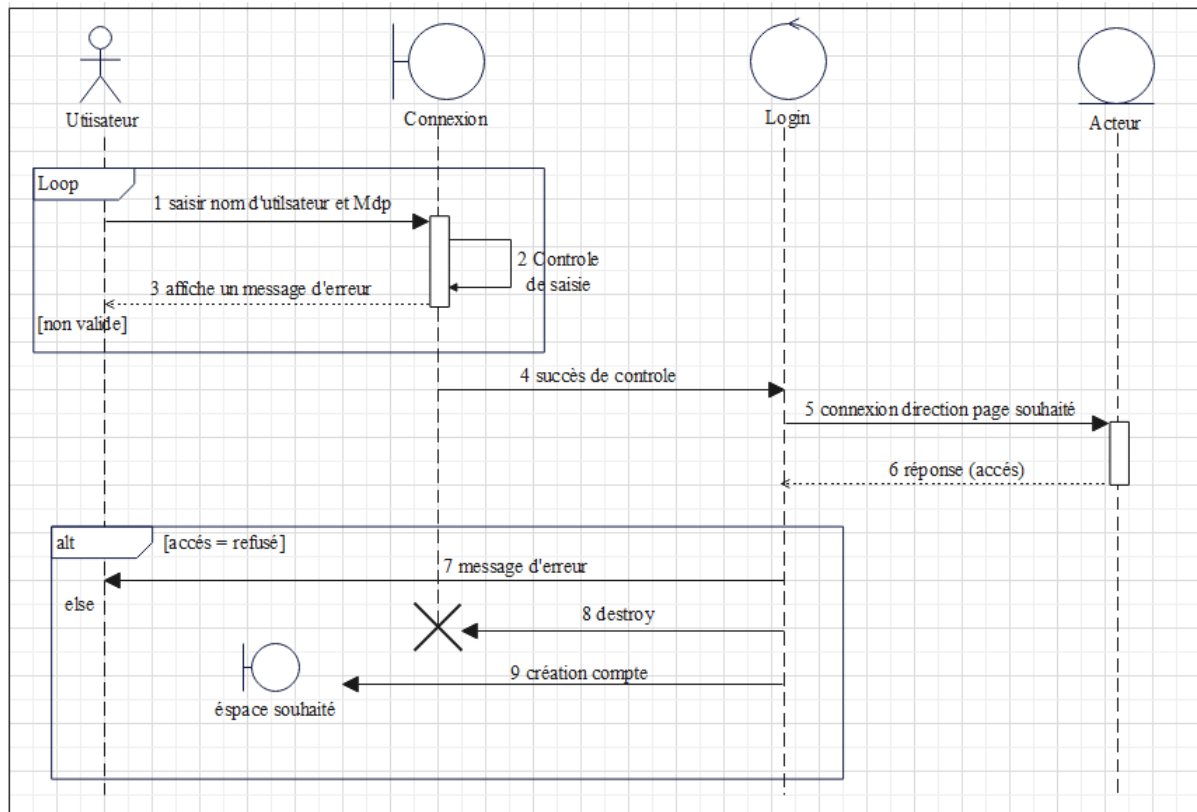 Utiisateur
Connexion
Login
Acteur
Loop
1 saisir nom d'utilsateur et Mdp
2 Controle
de saisie
3 affiche un message d'erreur
[non valide]
4 succès de controle
5 connexion direction page souhaité
6 réponse (accés)
alt
[accés = refusé]
7 message d'erreur
else
8 destroy
9 création compte
éspace souhaité